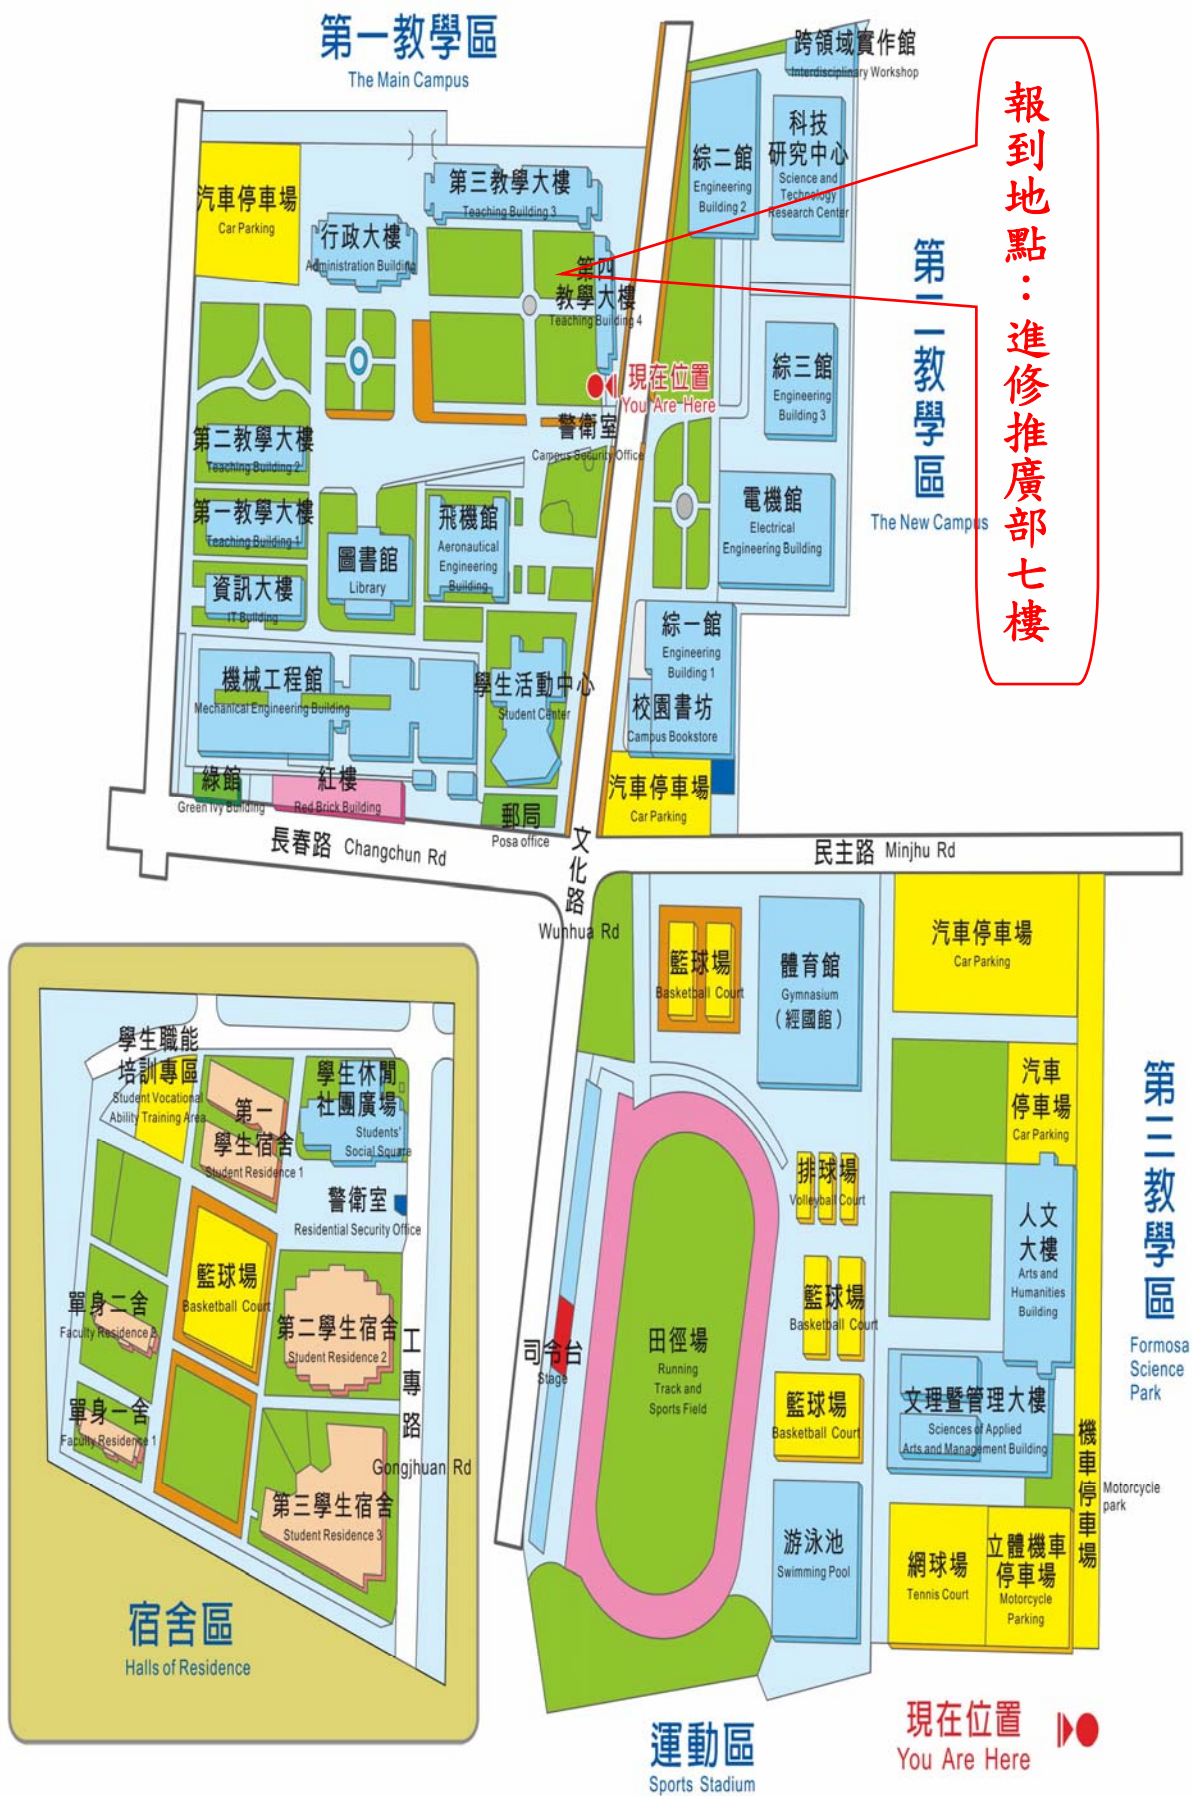 第一教學區
The Main Campus
跨領域實作館
Interdisciplinary Workshop
報到地點：進修推廣部七樓
汽車停車場
Car Parking
第三教學大樓
Teaching Building 3
行政大樓
Administration Building
綜二館
Engineering
Building 2
科技
研究中心
Science and
Technology
Research Center
第四
教學大樓
Teaching Building 4
第二教學區
The New Campus
現在位置
You Are Here
綜三館
Engineering
Building 3
警衛室
Campus Security Office
第二教學大樓
Teaching Building 2
第一教學大樓
Teaching Building 1
圖書館
Library
飛機館
Aeronautical
Engineering
Building
電機館
Electrical
Engineering Building
資訊大樓
IT Building
綜一館
Engineering
Building 1
機械工程館
Mechanical Engineering Building
學生活動中心
Student Center
校園書坊
Campus Bookstore
綠館
Green Ivy Building
紅樓
Red Brick Building
郵局
Posa office
汽車停車場
Car Parking
長春路 Changchun Rd
文化路
Wunhua Rd
民主路 Minjhu Rd
籃球場
Basketball Court
體育館
Gymnasium
（經國館）
汽車停車場
Car Parking
學生職能
培訓專區
Student Vocational
Ability Training Area
第一
學生宿舍
Student Residence 1
學生休閒
社團廣場
Students'
Social Square
汽車
停車場
Car Parking
第三教學區
Formosa
Science
Park
警衛室
Residential Security Office
排球場
Volleyball Court
人文
大樓
Arts and
Humanities
Building
籃球場
Basketball Court
單身二舍
Faculty Residence 2
第二學生宿舍
Student Residence 2
工專路
Gongjhuan Rd
司令台
Stage
田徑場
Running
Track and
Sports Field
籃球場
Basketball Court
單身一舍
Faculty Residence 1
籃球場
Basketball Court
文理暨管理大樓
Sciences of Applied
Arts and Management Building
機車停車場
Motorcycle
park
第三學生宿舍
Student Residence 3
游泳池
Swimming Pool
網球場
Tennis Court
立體機車
停車場
Motorcycle
Parking
宿舍區
Halls of Residence
運動區
Sports Stadium
現在位置
You Are Here